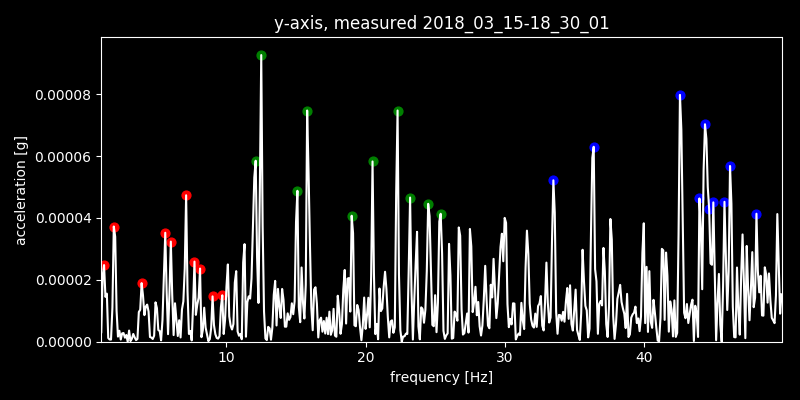 y-axis, measured 2018_03_15-18_30_01
0.00008
0.00006
0.00004
0.00002
0.00000
acceleration [g]
10 20 30 40
frequency [Hz]